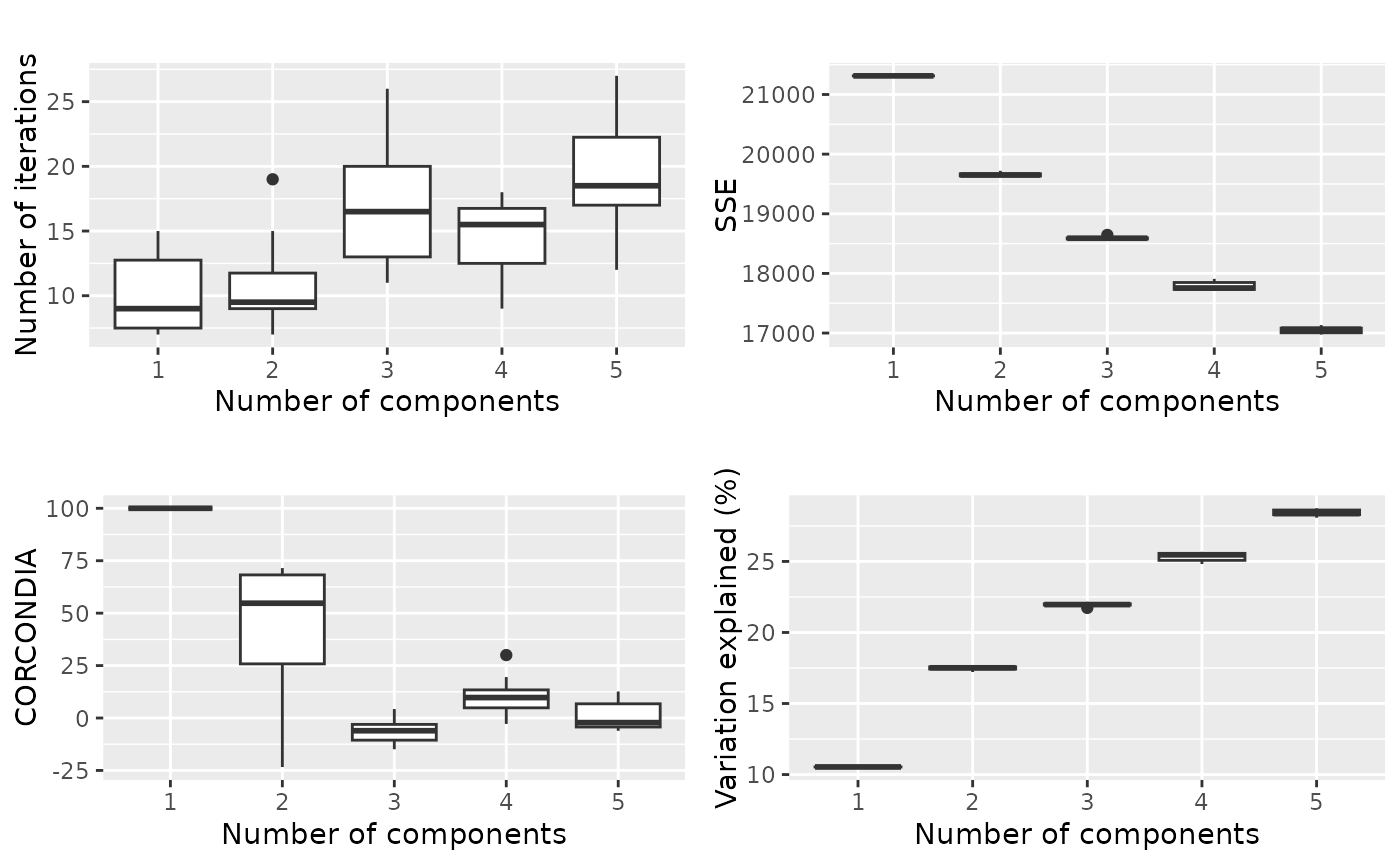 Number of iterations
25
20
15
10
1 2 3 4 5
Number of components
SSE
21000
20000
19000
18000
17000
1 2 3 4 5
Number of components
CORCONDIA
100
75
50
25
0
-25
1 2 3 4 5
Number of components
Variation explained (%)
25
20
15
10
1 2 3 4 5
Number of components